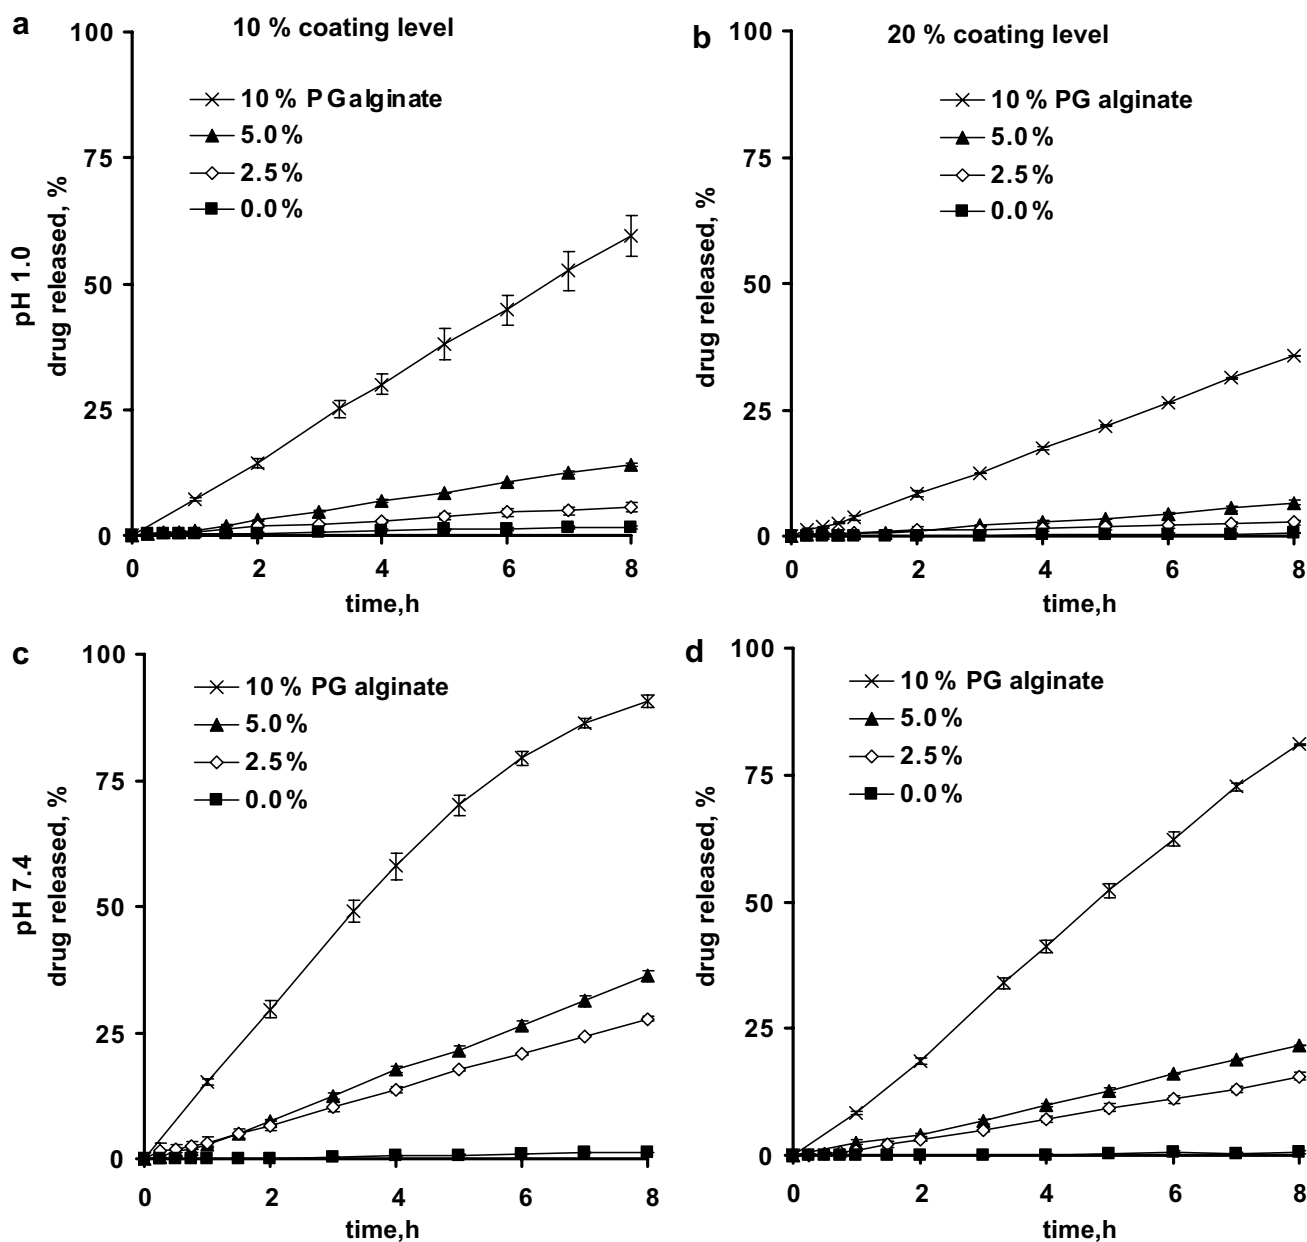 a
10 % coating level
100
75
50
25
0
10 % PGalginate
5.0%
2.5%
0.0%
pH 1.0
drug released, %
0 2 4 6 8
time,h
b
20 % coating level
100
75
50
25
0
10 % PG alginate
5.0%
2.5%
0.0%
drug released, %
0 2 4 6 8
time,h
c
100
75
50
25
0
10 % PG alginate
5.0%
2.5%
0.0%
pH 7.4
drug released, %
0 2 4 6 8
time,h
d
100
75
50
25
0
10 % PG alginate
5.0%
2.5%
0.0%
drug released, %
0 2 4 6 8
time,h